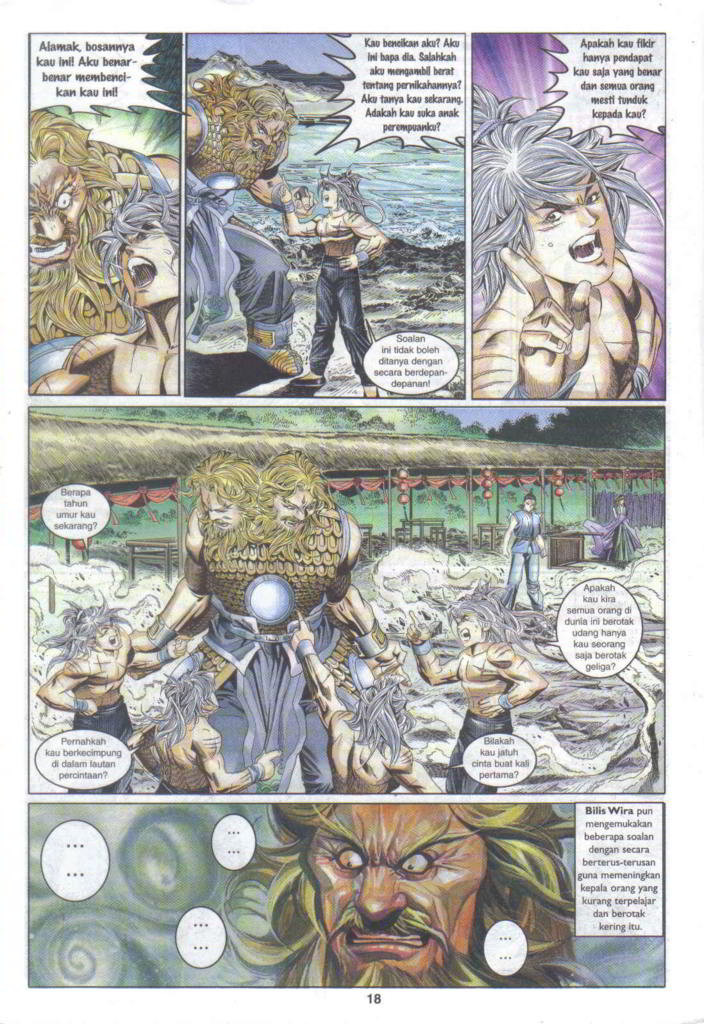 Alamak, bosannya
kau ini! Aku benar-
benar membenci-
kan kau ini!
Kau bencikan aku? Aku
ini bapa dia. Salahkah
aku mengambil berat
tentang pernikahannya?
Aku tanya kau sekarang.
Adakah kau suka anak
perempuanku?
Soalan
ini tidak boleh
ditanya dengan
secara berdepan-
depanan!
Apakah kau fikir
hanya pendapat
kau saja yang benar
dan semua orang
mesti tunduk
kepada kau?
Berapa
tahun
umur kau
sekarang?
Apakah
kau kira
semua orang di
dunia ini berotak
udang hanya
kau seorang
saja berotak
geliga?
Pernahkah
kau berkecimpung
di dalam lautan
percintaan?
Bilakah
kau jatuh
cinta buat kali
pertama?
...
...
...
...
...
...
...
...
Bilis Wira pun
mengemukakan
beberapa soalan
dengan secara
berterus-terusan
guna memeningkan
kepala orang yang
kurang terpelajar
dan berotak
kering itu.
18